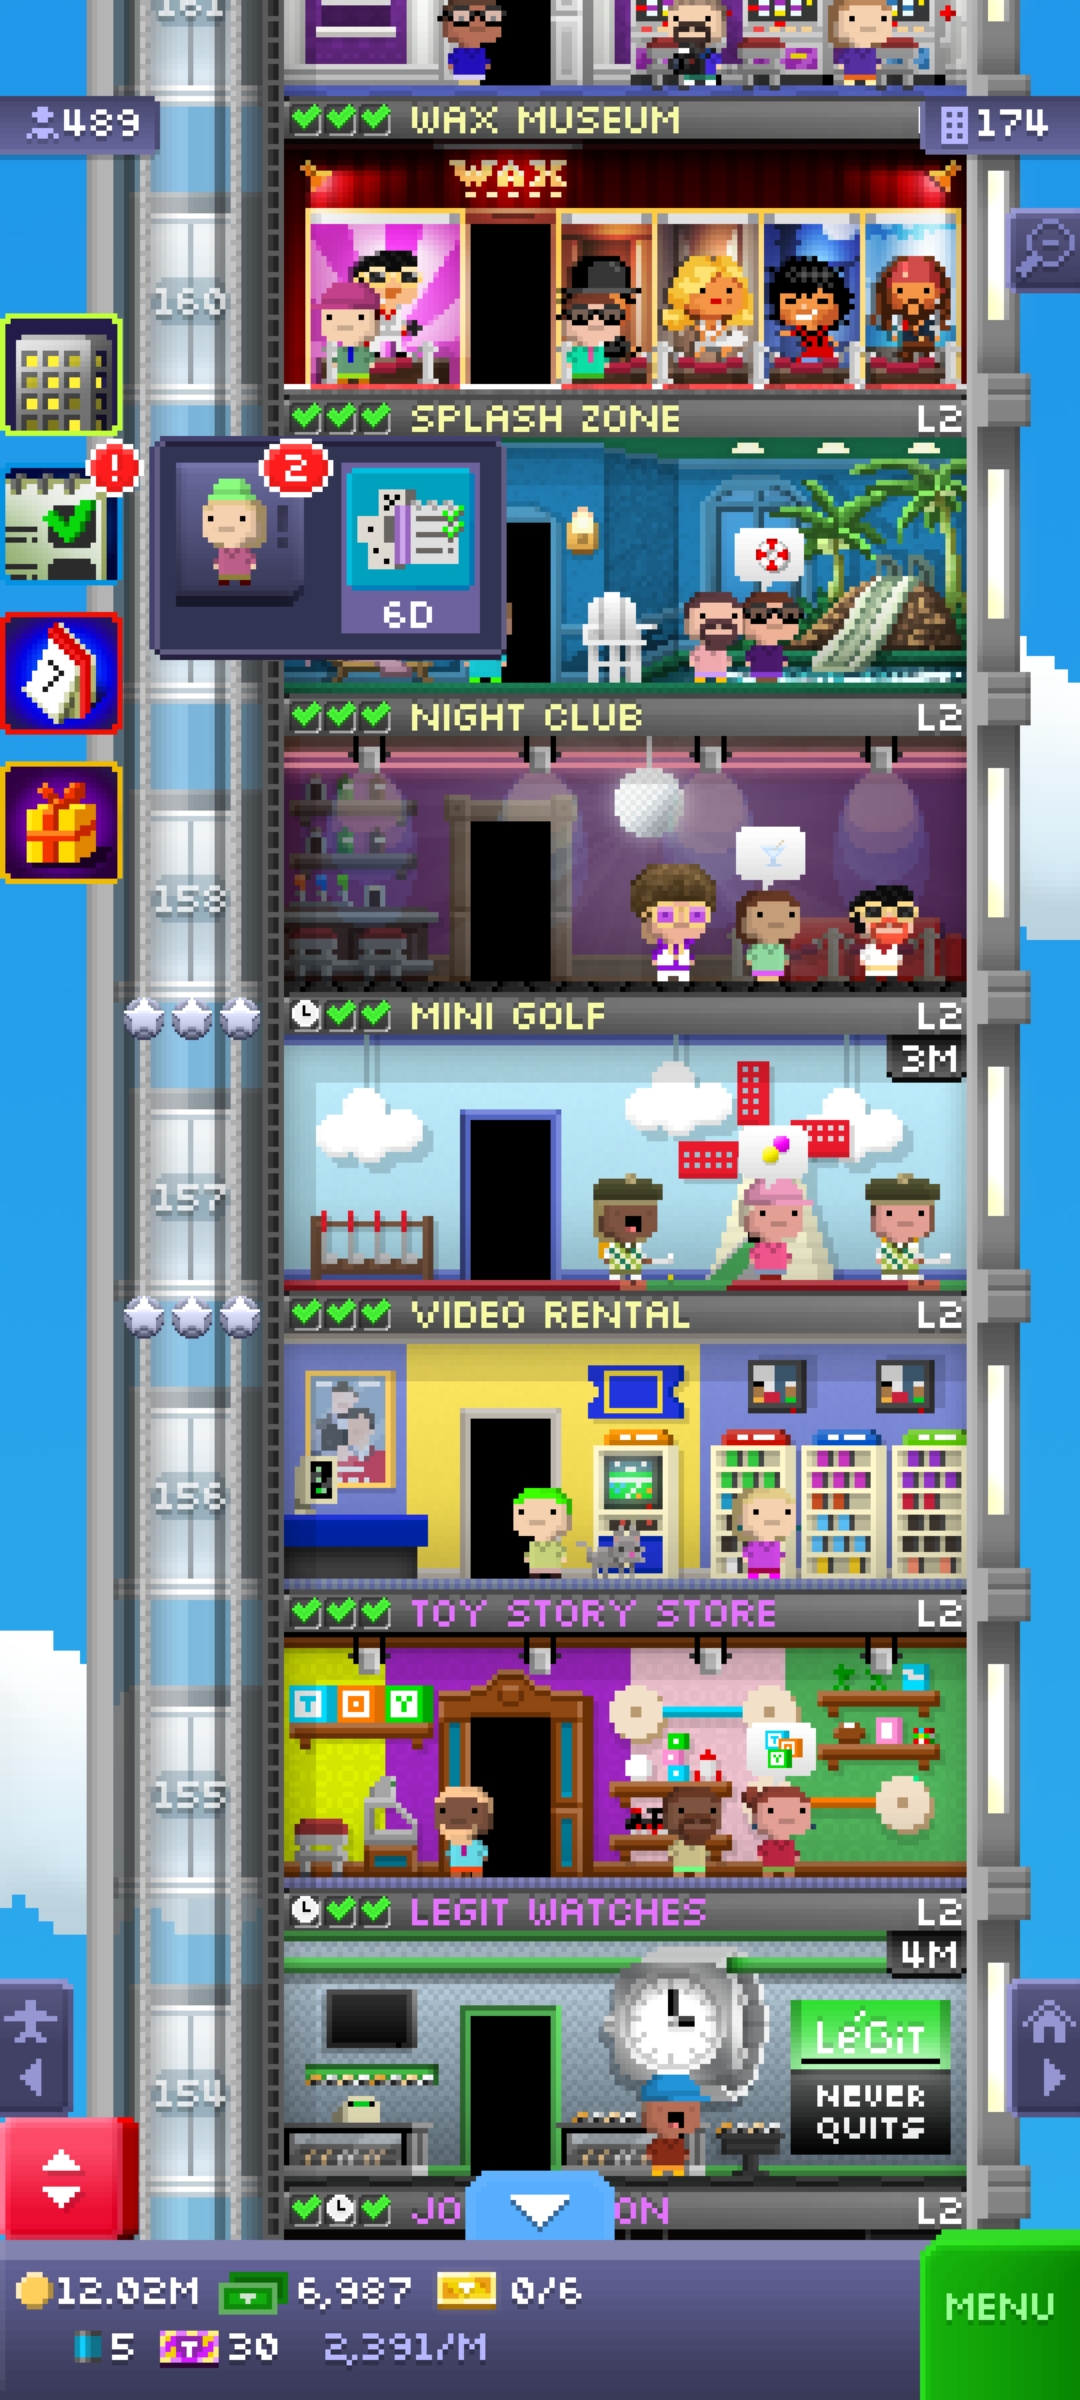 161
489
WAX MUSEUM
174
WAX
160
SPLASH ZONE
L2
!
2
6D
NIGHT CLUB
L2
158
MINI GOLF
L2
3M
157
VIDEO RENTAL
L2
156
TOY STORY STORE
L2
TOY
155
LEGIT WATCHES
L2
4M
LéGiT
NEVER
QUITS
154
JO
ON
L2
12.02M
6,987
0/6
MENU
5
T
30
2,391/M